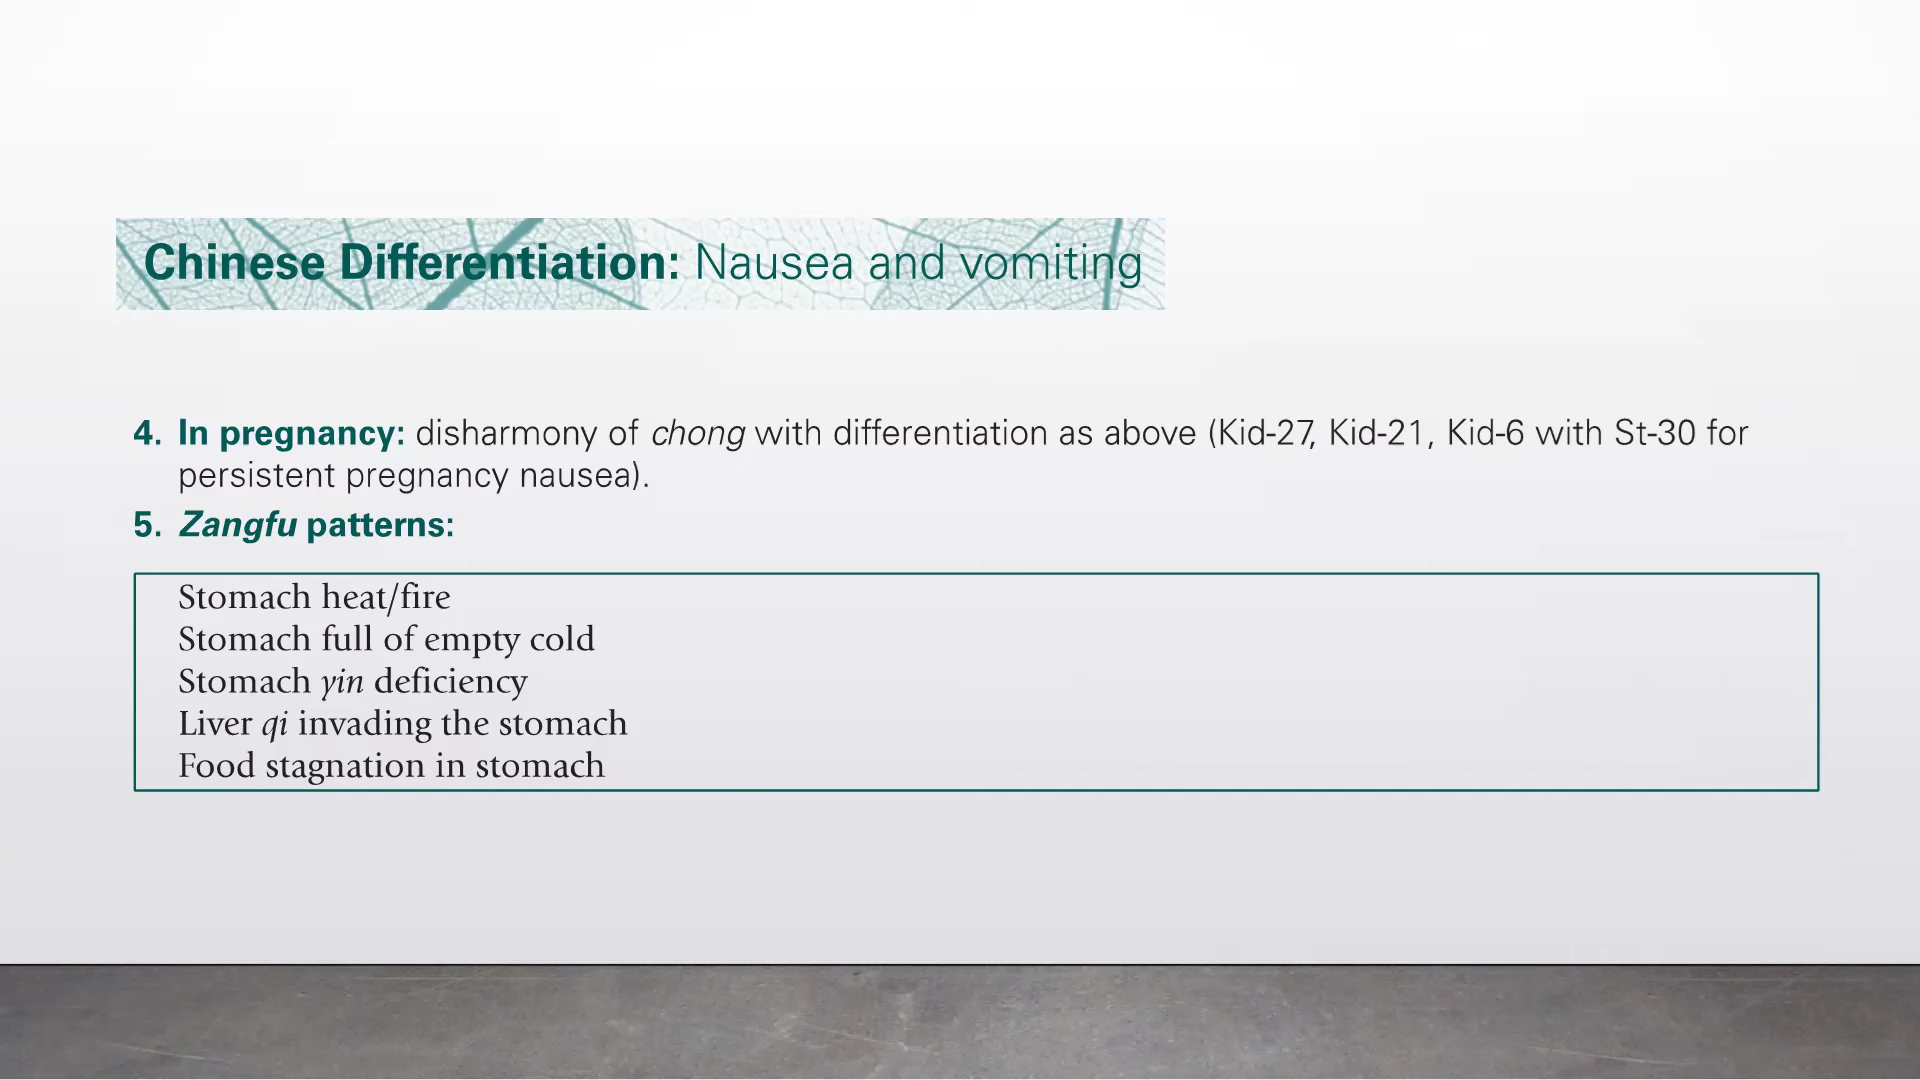 Chinese Differentiation: Nausea and vomiting
4. In pregnancy: disharmony of chong with differentiation as above (Kid-27, Kid-21, Kid-6 with St-30 for
persistent pregnancy nausea).
5. Zangfu patterns:
Stomach heat/fire
Stomach full of empty cold
Stomach yin deficiency
Liver qi invading the stomach
Food stagnation in stomach